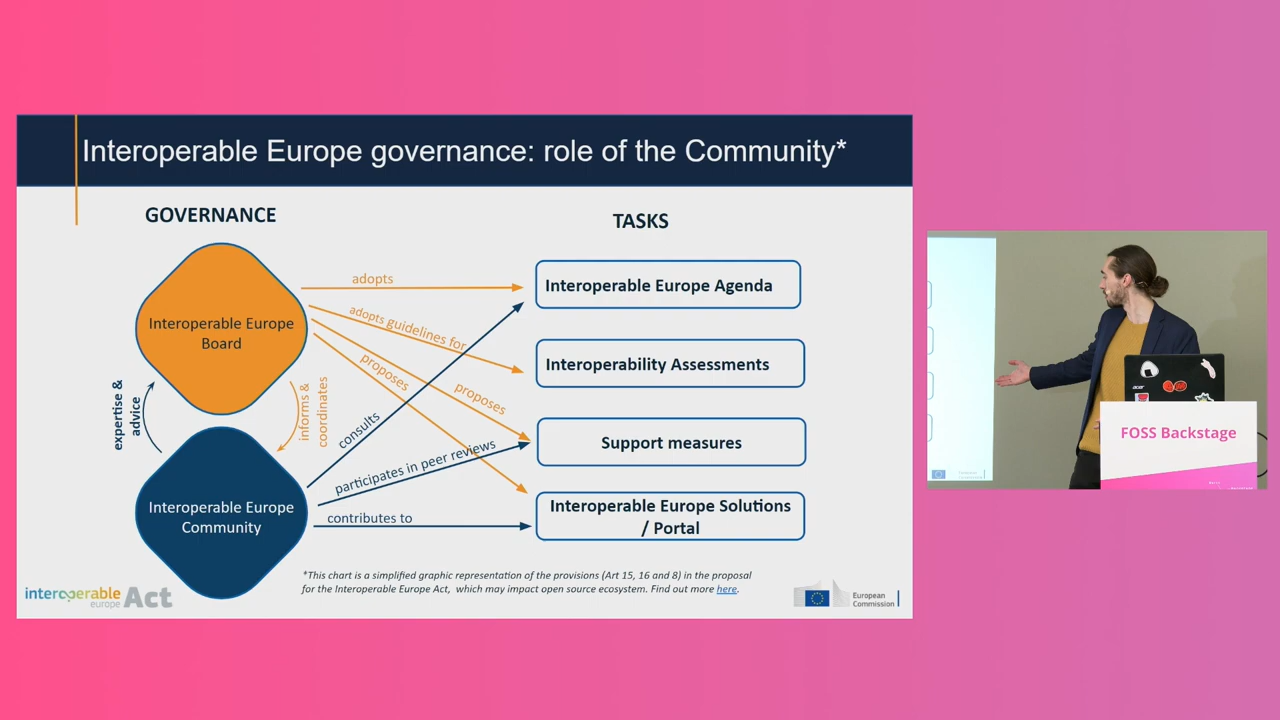 Interoperable Europe governance: role of the Community*
GOVERNANCE
TASKS
Interoperable Europe
Board
adopts
adopts guidelines for
proposes
proposes
expertise &
advice
informs &
coordinates
Interoperable Europe
Community
consults
participates in peer reviews
contributes to
Interoperable Europe Agenda
Interoperability Assessments
Support measures
Interoperable Europe Solutions
/ Portal
*This chart is a simplified graphic representation of the provisions (Art 15, 16 and 8) in the proposal
for the Interoperable Europe Act, which may impact open source ecosystem. Find out more here.
interoperable
europe
Act
European
Commission
acer
FOSS Backstage